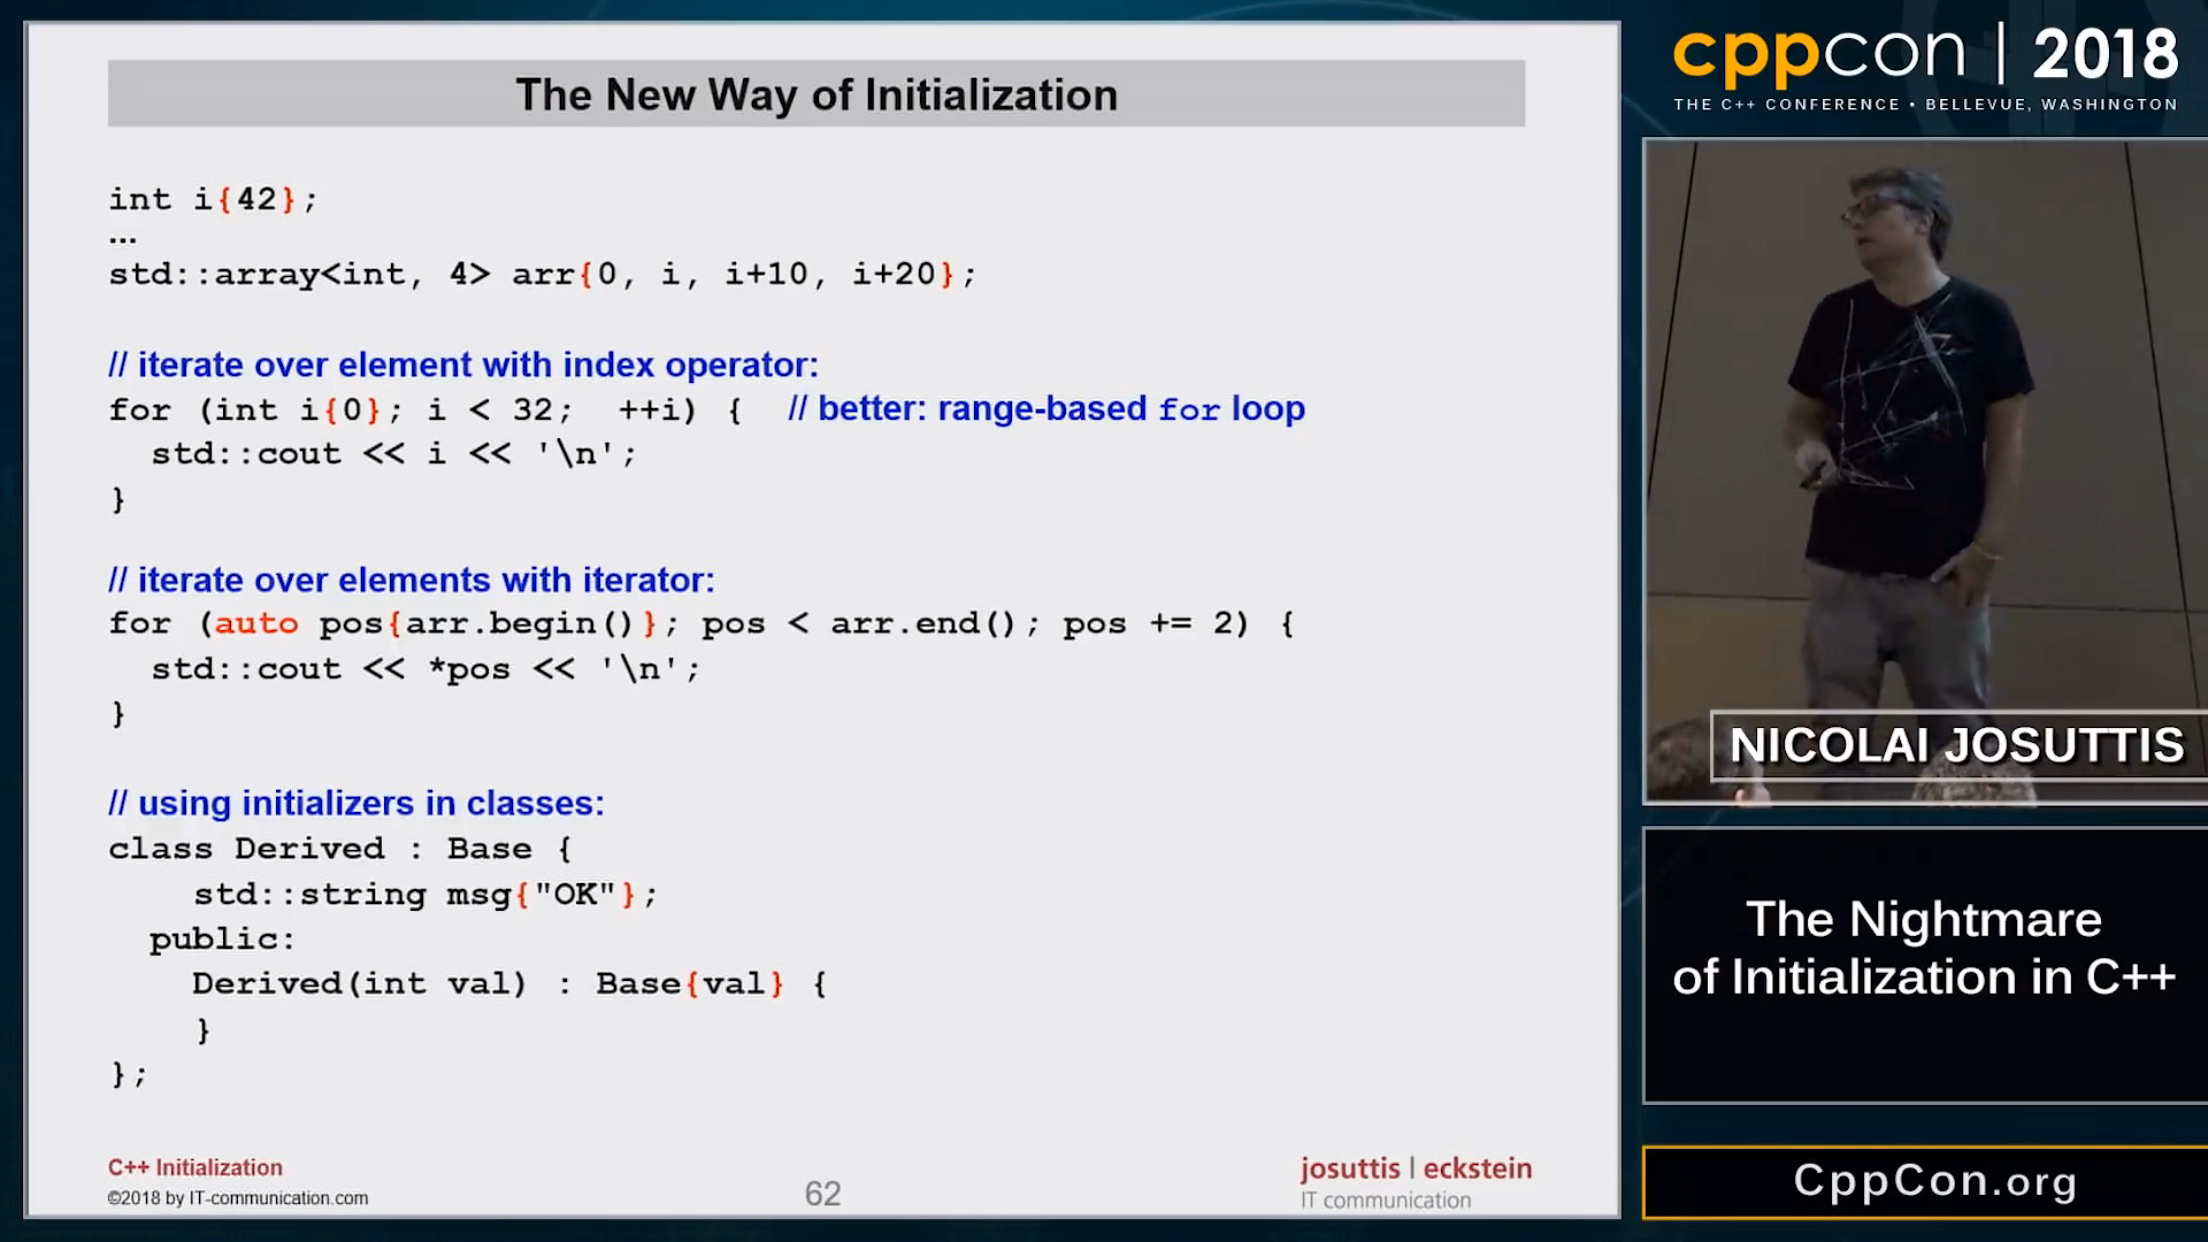 The New Way of Initialization
int i{42};
...
std::array<int, 4> arr{0, i, i+10, i+20};
// iterate over element with index operator:
for (int i{0}; i < 32;  ++i) {  // better: range-based for loop
  std::cout << i << '\n';
}
// iterate over elements with iterator:
for (auto pos{arr.begin()}; pos < arr.end(); pos += 2) {
  std::cout << *pos << '\n';
}
// using initializers in classes:
class Derived : Base {
    std::string msg{"OK"};
  public:
    Derived(int val) : Base{val} {
    }
};
C++ Initialization
©2018 by IT-communication.com
62
josuttis | eckstein
IT communication
cppcon | 2018
THE C++ CONFERENCE • BELLEVUE, WASHINGTON
NICOLAI JOSUTTIS
The Nightmare
of Initialization in C++
CppCon.org